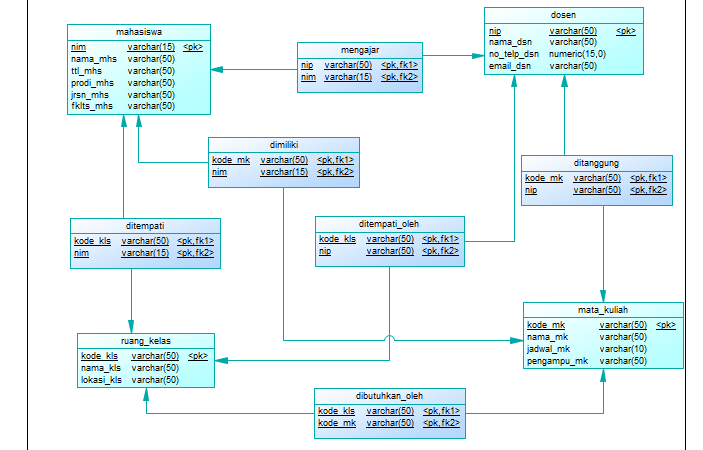 mahasiswa
nim varchar(15) <pk>
nama_mhs varchar(50)
ttl_mhs varchar(50)
prodi_mhs varchar(50)
jrsn_mhs varchar(50)
fklts_mhs varchar(50)
mengajar
nip varchar(50) <pk,fk1>
nim varchar(15) <pk,fk2>
dosen
nip varchar(50) <pk>
nama_dsn varchar(50)
no_telp_dsn numeric(15,0)
email_dsn varchar(50)
dimiliki
kode_mk varchar(50) <pk,fk1>
nim varchar(15) <pk,fk2>
ditanggung
kode_mk varchar(50) <pk,fk1>
nip varchar(50) <pk,fk2>
ditempati
kode_kls varchar(50) <pk,fk1>
nim varchar(15) <pk,fk2>
ditempati_oleh
kode_kls varchar(50) <pk,fk1>
nip varchar(50) <pk,fk2>
ruang_kelas
kode_kls varchar(50) <pk>
nama_kls varchar(50)
lokasi_kls varchar(50)
mata_kuliah
kode_mk varchar(50) <pk>
nama_mk varchar(50)
jadwal_mk varchar(10)
pengampu_mk varchar(50)
dibutuhkan_oleh
kode_kls varchar(50) <pk,fk1>
kode_mk varchar(50) <pk,fk2>